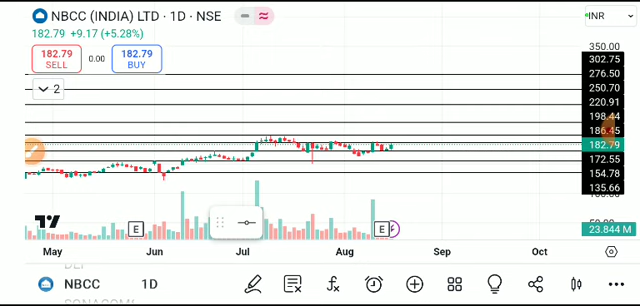 NBCC (INDIA) LTD · 1D · NSE
INR
182.79 +9.17 (+5.28%)
182.79
SELL
0.00
182.79
BUY
2
350.00
302.75
276.50
250.70
220.91
198.44
186.45
182.79
172.55
154.78
135.66
23.844 M
E
E
May
Jun
Jul
Aug
Sep
Oct
NBCC
1D